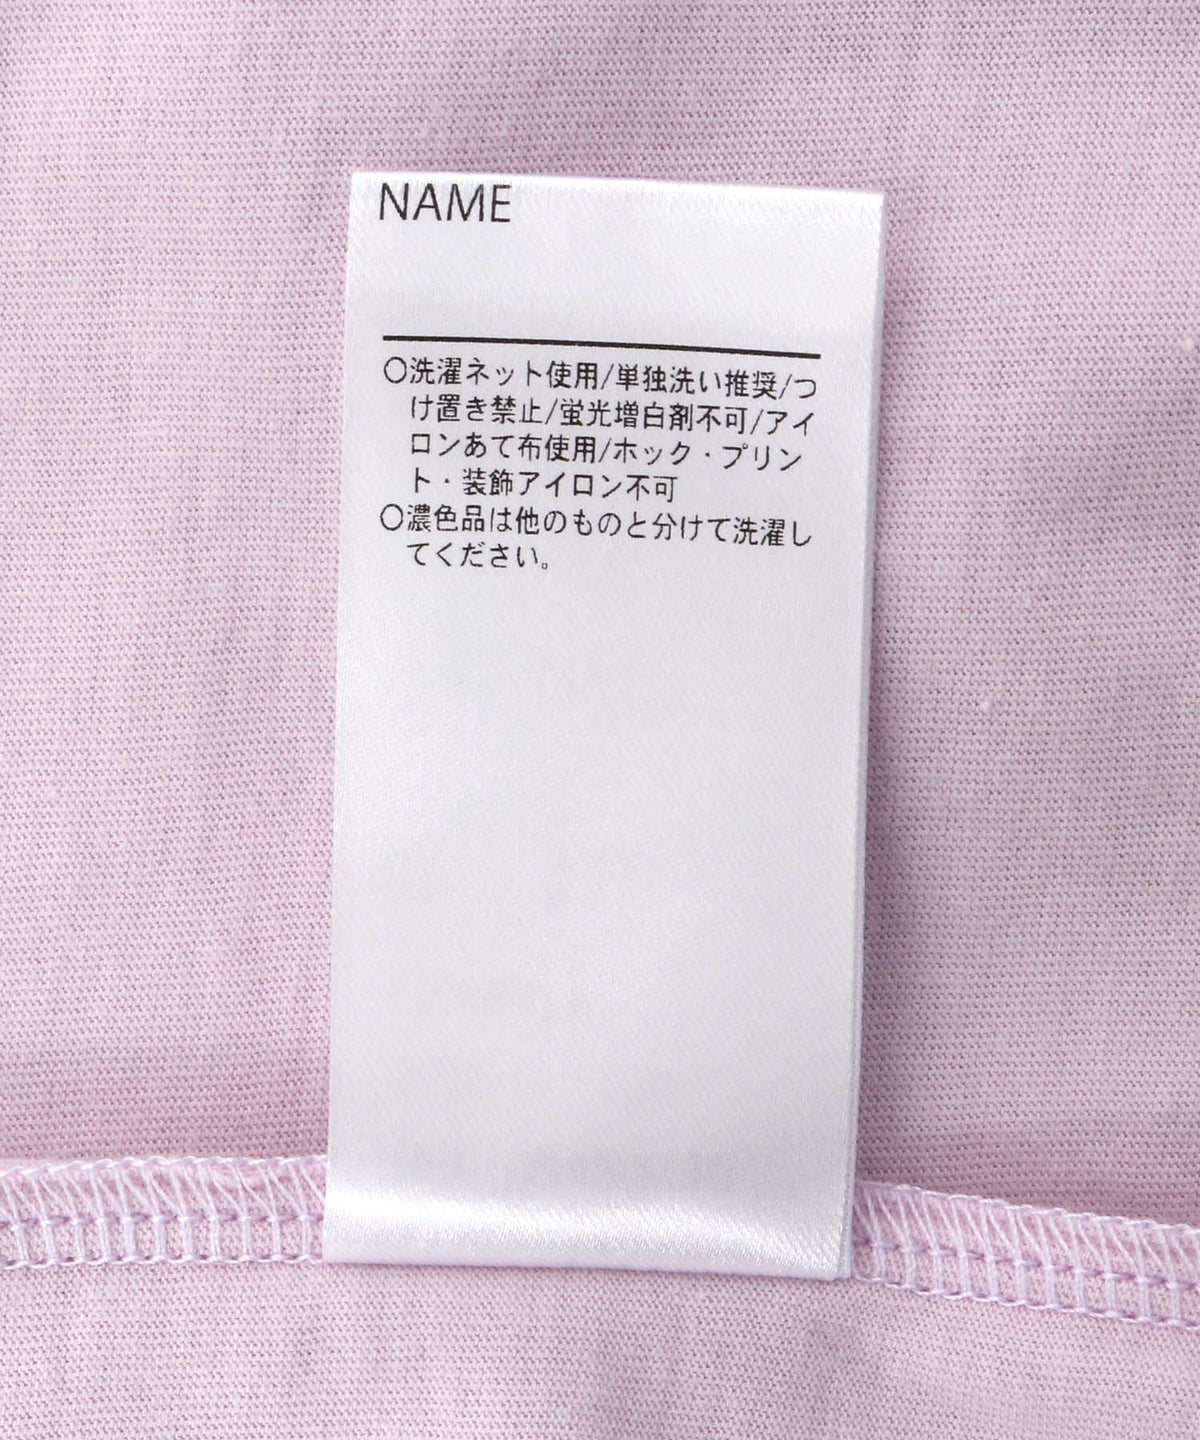 NAME
○洗濯ネット使用/単独洗い推奨/つ
け置き禁止/蛍光増白剤不可/アイ
ロンあて布使用/ホック・プリン
ト・装飾アイロン不可
○濃色品は他のものと分けて洗濯し
てください。